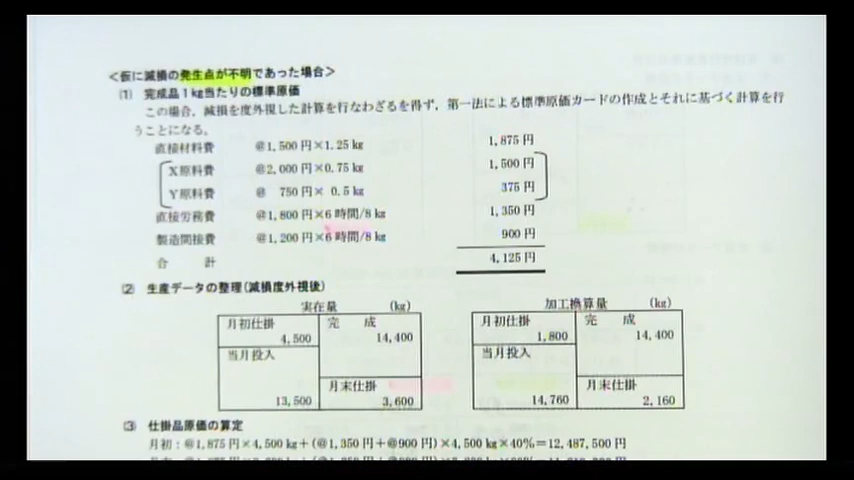 <仮に減損の発生点が不明であった場合>
(1) 完成品1kg当たりの標準原価
この場合,減損を度外視した計算を行なわざるを得ず,第一法による標準原価カードの作成とそれに基づく計算を行
うことになる。
直接材料費 @1,500円×1.25kg 1,875円
X原料費 @2,000円×0.75kg 1,500円
Y原料費 @ 750円× 0.5kg 375円
直接労務費 @1,800円×6時間/8kg 1,350円
製造間接費 @1,200円×6時間/8kg 900円
合 計 4,125円
(2) 生産データの整理(減損度外視後)
実在量 (kg) 加工換算量 (kg)
月初仕掛 完 成 月初仕掛 完 成
4,500 14,400 1,800 14,400
当月投入 当月投入
月末仕掛 月末仕掛
13,500 3,600 14,760 2,160
(3) 仕掛品原価の算定
月初:@1,875円×4,500kg+(@1,350円+@900円)×4,500kg×40%=12,487,500円